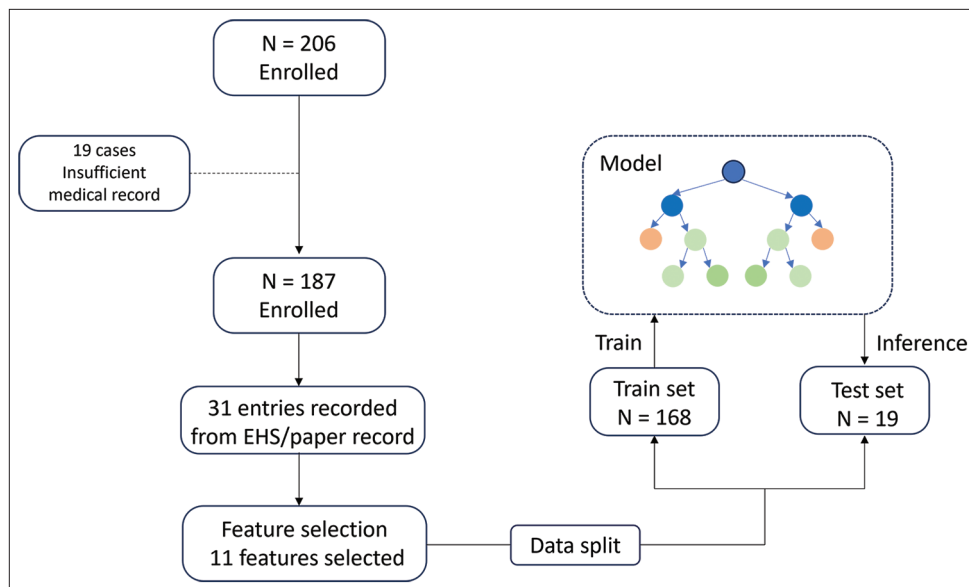 N = 206
Enrolled
19 cases
Insufficient
medical record
N = 187
Enrolled
31 entries recorded
from EHS/paper record
Feature selection
11 features selected
Data split
Model
Train
Inference
Train set
N = 168
Test set
N = 19